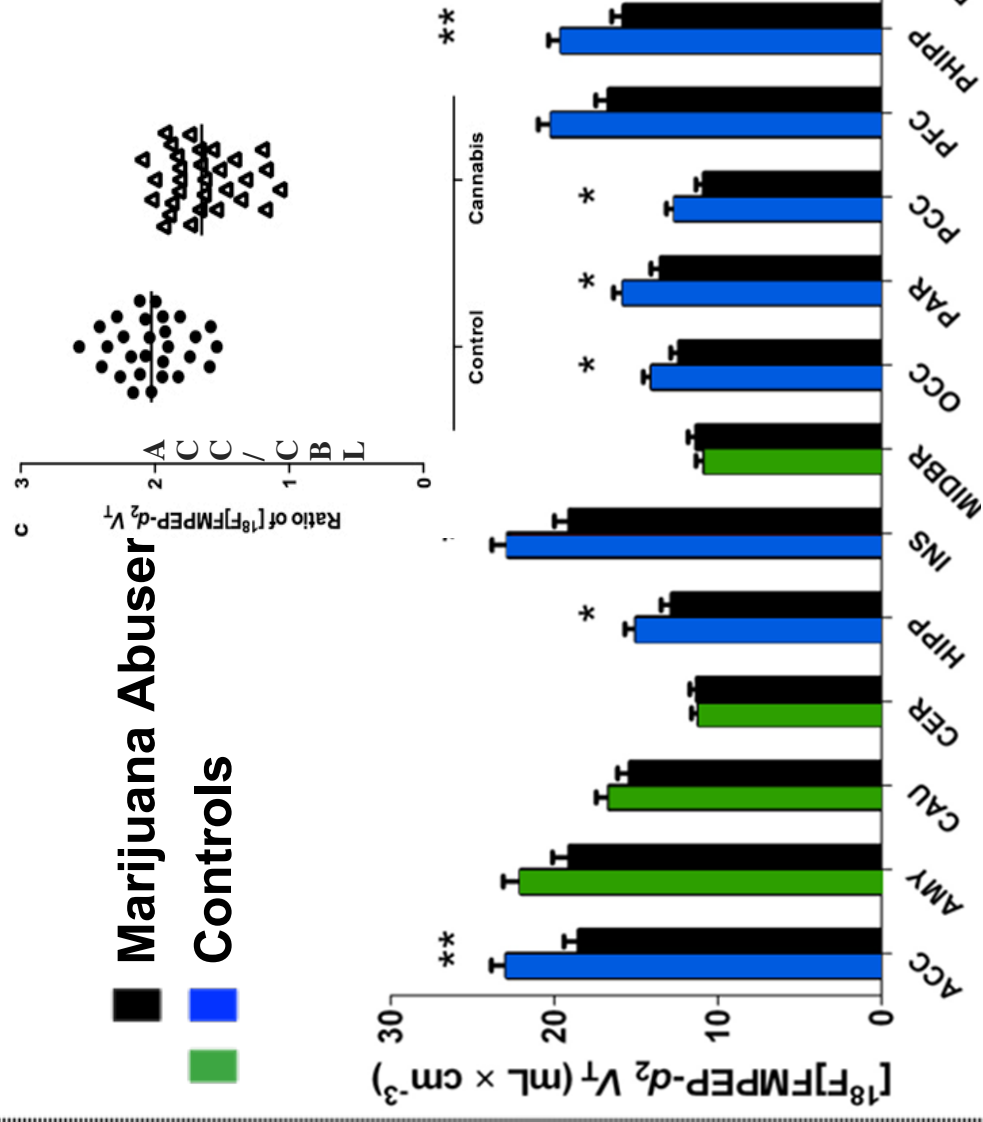 Marijuana Abuser
Controls
c
Ratio of [¹⁸F]FMPEP-d₂ V_T
ACC/CBL
3
2
1
0
Control
Cannabis
[¹⁸F]FMPEP-d₂ V_T (mL × cm⁻³)
30
20
10
0
**
*
*
*
*
**
ACC
AMY
CAU
CER
HIPP
INS
MIDBR
OCC
PAR
PCC
PFC
PHIPP